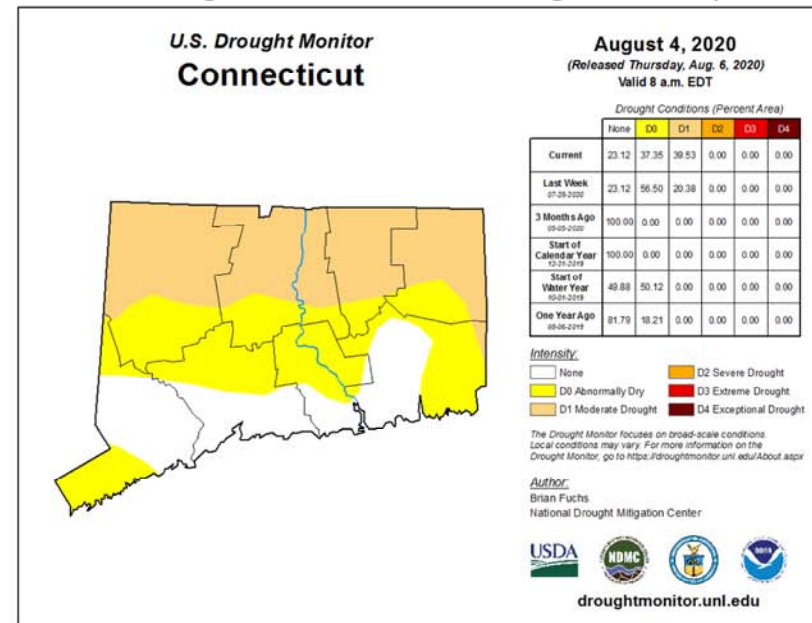 U.S. Drought Monitor
Connecticut
August 4, 2020
(Released Thursday, Aug. 6, 2020)
Valid 8 a.m. EDT
Drought Conditions (Percent Area)
None D0 D1 D2 D3 D4
Current 23.12 37.35 39.53 0.00 0.00 0.00
Last Week 23.12 56.50 20.38 0.00 0.00 0.00
07-28-2020
3 Months Ago 100.00 0.00 0.00 0.00 0.00 0.00
05-05-2020
Start of
Calendar Year 100.00 0.00 0.00 0.00 0.00 0.00
12-31-2019
Start of
Water Year 49.88 50.12 0.00 0.00 0.00 0.00
10-01-2019
One Year Ago 81.79 18.21 0.00 0.00 0.00 0.00
08-06-2019
Intensity:
None D2 Severe Drought
D0 Abnormally Dry D3 Extreme Drought
D1 Moderate Drought D4 Exceptional Drought
The Drought Monitor focuses on broad-scale conditions.
Local conditions may vary. For more information on the
Drought Monitor, go to https://droughtmonitor.unl.edu/About.aspx
Author:
Brian Fuchs
National Drought Mitigation Center
USDA NDMC NOAA
droughtmonitor.unl.edu